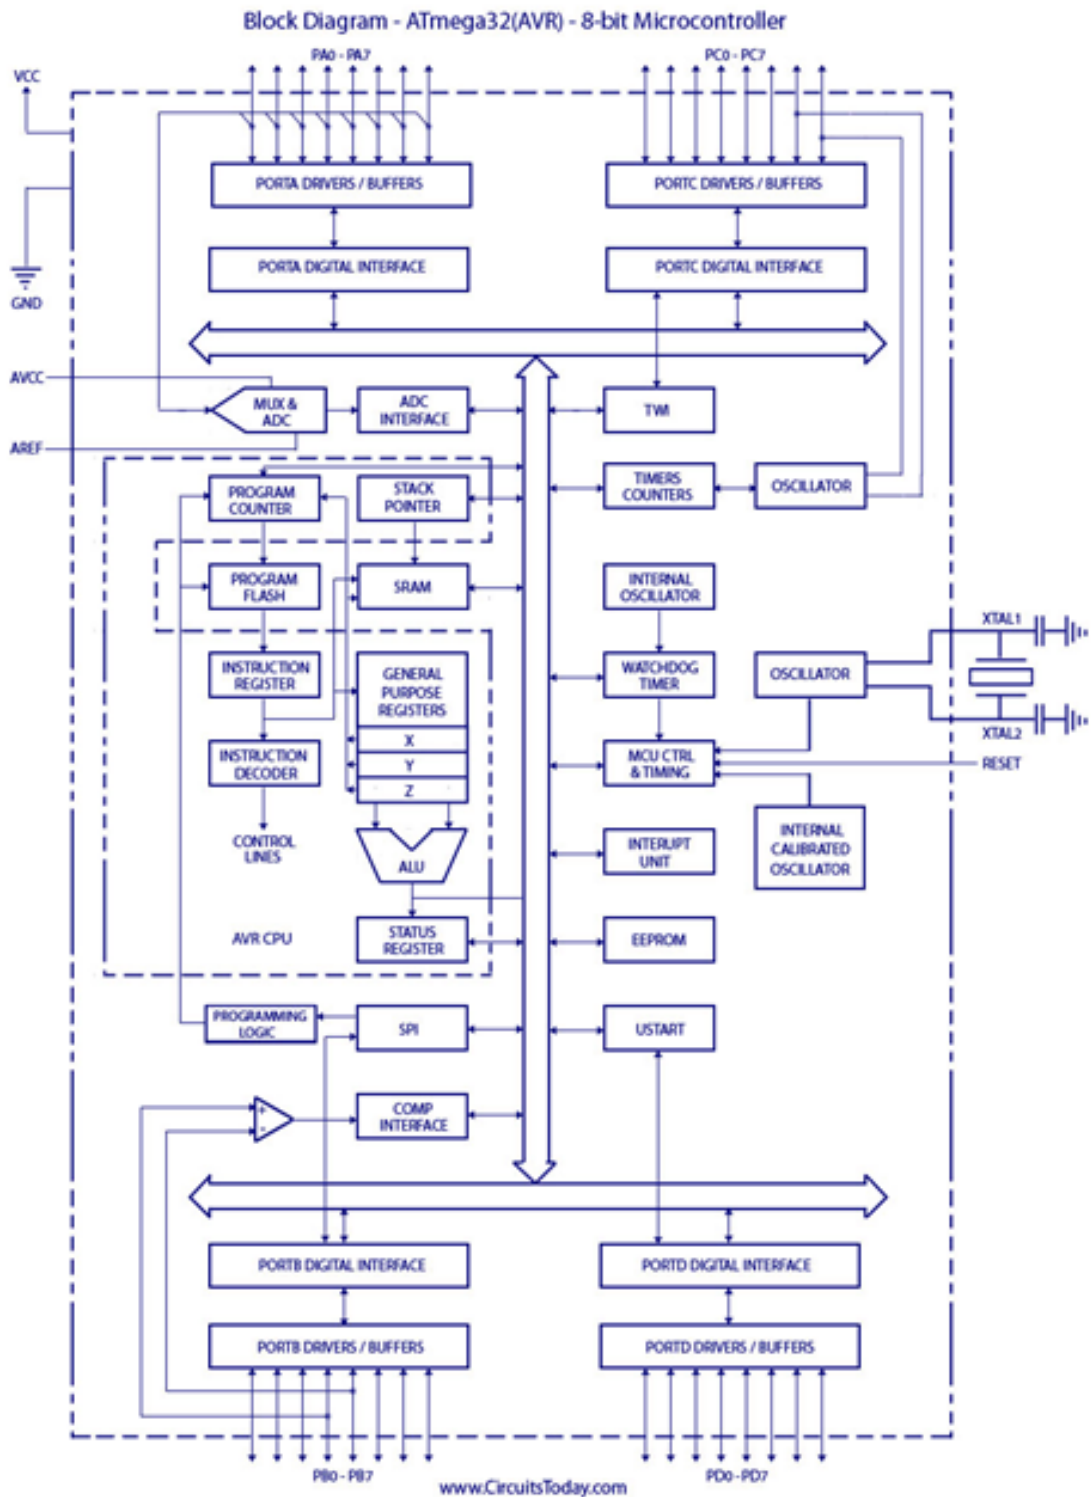 Block Diagram - ATmega32(AVR) - 8-bit Microcontroller
PA0 - PA7
PC0 - PC7
VCC
PORTA DRIVERS / BUFFERS
PORTC DRIVERS / BUFFERS
PORTA DIGITAL INTERFACE
PORTC DIGITAL INTERFACE
GND
AVCC
MUX &
ADC
ADC
INTERFACE
TWI
AREF
PROGRAM
COUNTER
STACK
POINTER
TIMERS
COUNTERS
OSCILLATOR
PROGRAM
FLASH
SRAM
INTERNAL
OSCILLATOR
XTAL1
INSTRUCTION
REGISTER
GENERAL
PURPOSE
REGISTERS
WATCHDOG
TIMER
OSCILLATOR
X
Y
Z
XTAL2
INSTRUCTION
DECODER
MCU CTRL
& TIMING
RESET
CONTROL
LINES
ALU
INTERUPT
UNIT
INTERNAL
CALIBRATED
OSCILLATOR
AVR CPU
STATUS
REGISTER
EEPROM
PROGRAMMING
LOGIC
SPI
USTART
+
-
COMP
INTERFACE
PORTB DIGITAL INTERFACE
PORTD DIGITAL INTERFACE
PORTB DRIVERS / BUFFERS
PORTD DRIVERS / BUFFERS
PB0 - PB7
PD0 - PD7
www.CircuitsToday.com